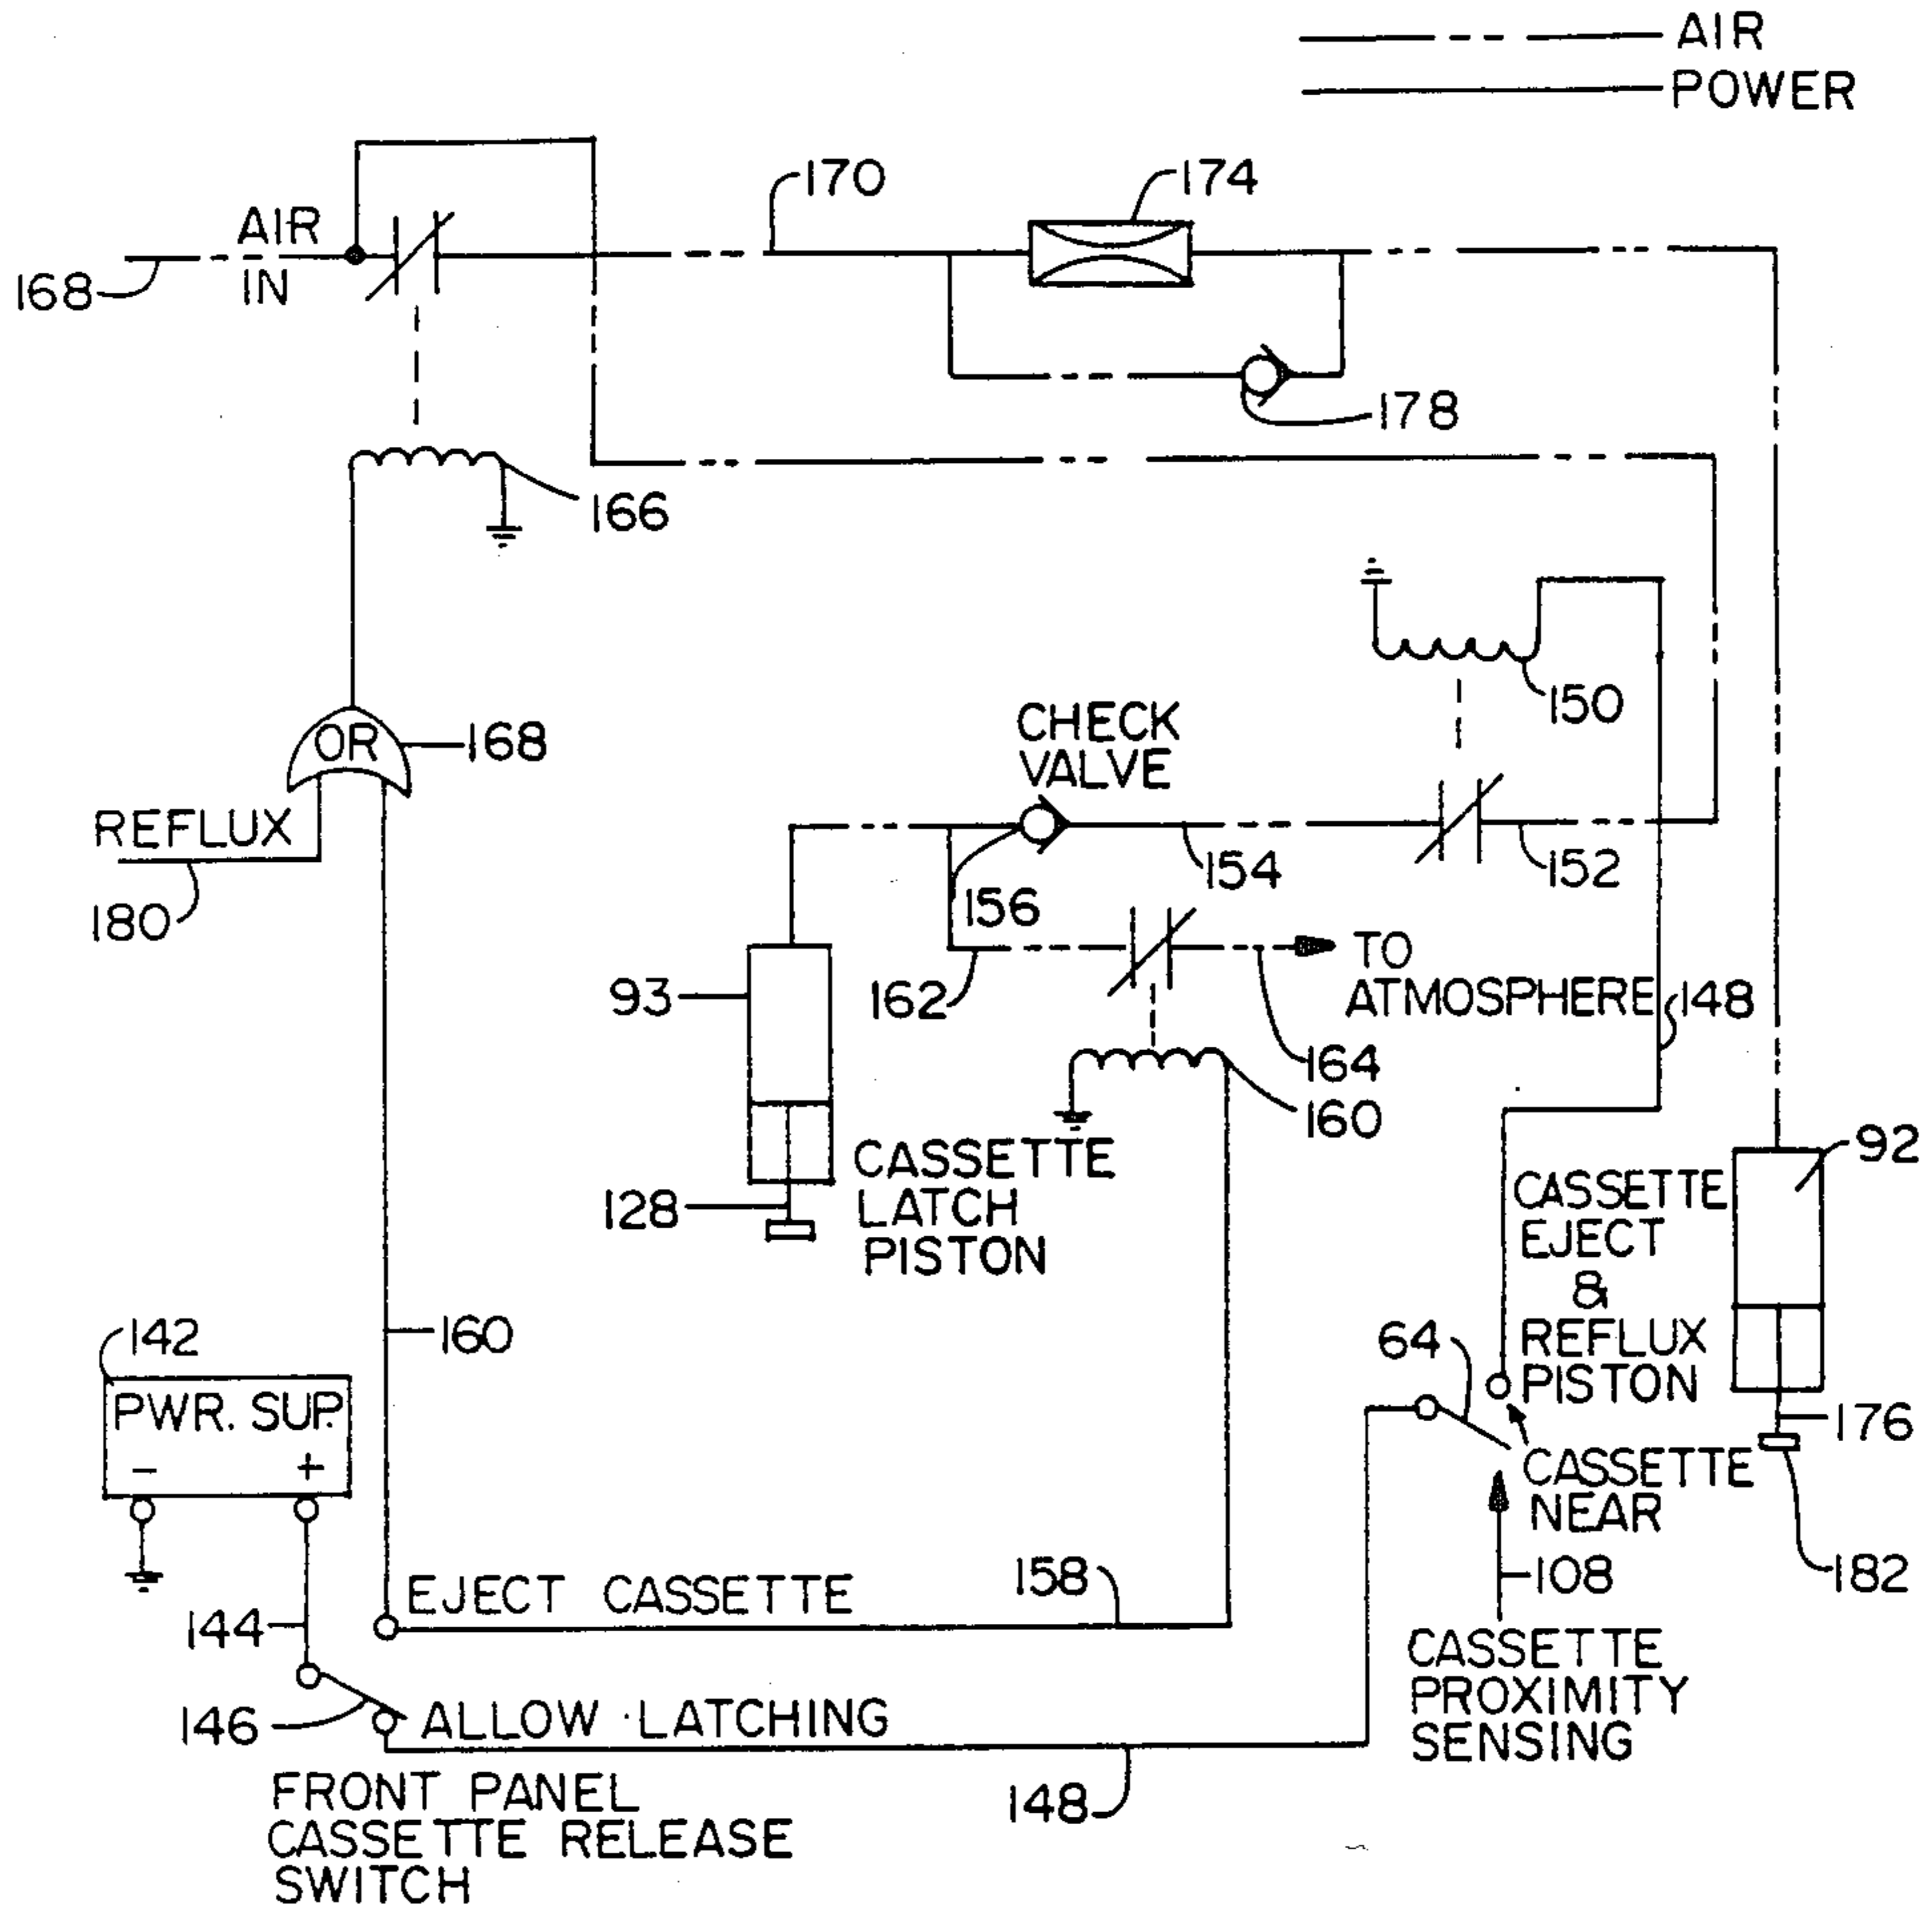 AIR
POWER
170
174
AIR
IN
168
178
166
150
CHECK
VALVE
OR
168
REFLUX
180
154
152
156
TO
ATMOSPHERE
93
162
148
164
160
92
CASSETTE
LATCH
PISTON
128
CASSETTE
EJECT
&
REFLUX
PISTON
142
160
64
PWR. SUP.
- +
176
CASSETTE
NEAR
182
108
158
EJECT CASSETTE
144
CASSETTE
PROXIMITY
SENSING
146
ALLOW LATCHING
148
FRONT PANEL
CASSETTE RELEASE
SWITCH